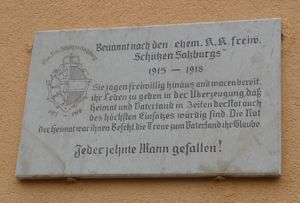 Benannt nach den „ehem. K.K. freiw.
Schützen Salzburgs"
1915 – 1918
Sie zogen freiwillig hinaus und waren bereit,
ihr Leben zu geben in der Überzeugung, daß
Heimat und Vaterland in Zeiten der Not auch
des höchsten Einsatzes würdig sind. Die Not
der Heimat war ihnen Befehl, die Treue zum Vaterland ihr Glaube.
Jeder zehnte Mann gefallen!
1915 – 1918